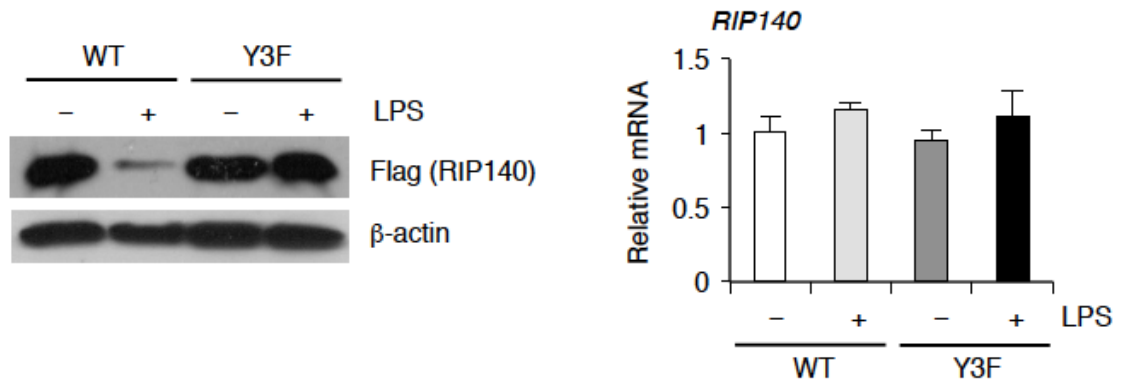 WT Y3F
– + – + LPS
Flag (RIP140)
β-actin
RIP140
Relative mRNA
1.5
1
0.5
0
– + – + LPS
WT Y3F